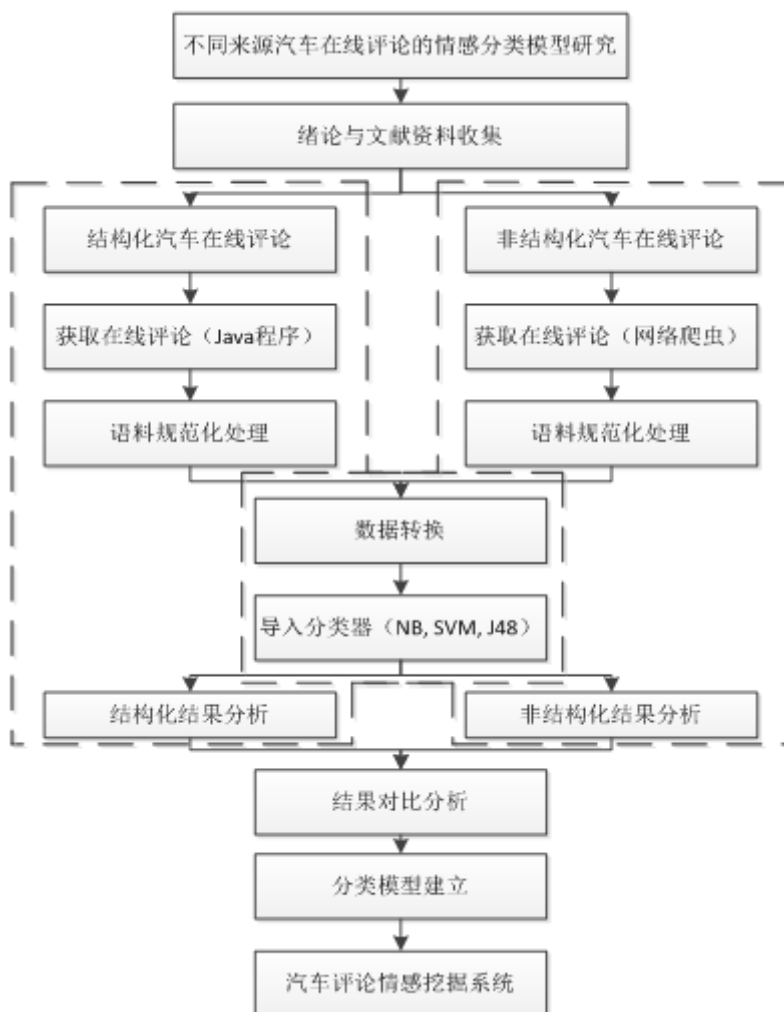 不同来源汽车在线评论的情感分类模型研究
绪论与文献资料收集
结构化汽车在线评论
非结构化汽车在线评论
获取在线评论（Java程序）
获取在线评论（网络爬虫）
语料规范化处理
语料规范化处理
数据转换
导入分类器（NB, SVM, J48）
结构化结果分析
非结构化结果分析
结果对比分析
分类模型建立
汽车评论情感挖掘系统